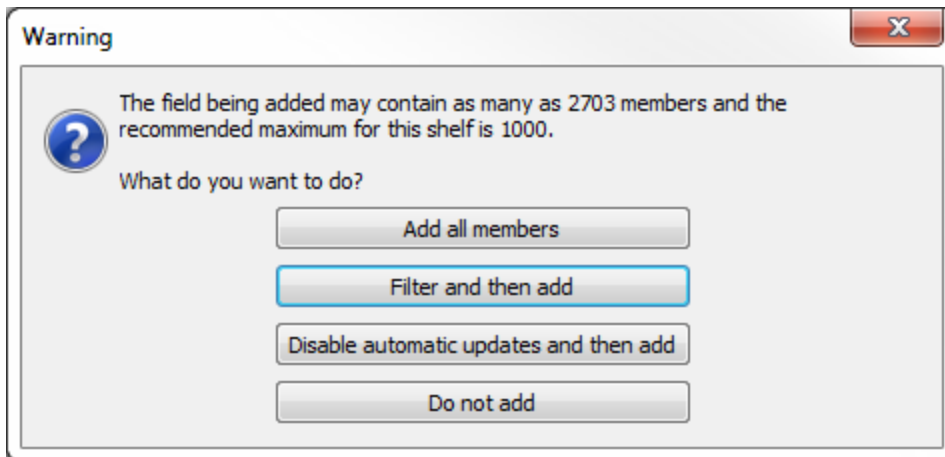 Warning
The field being added may contain as many as 2703 members and the
recommended maximum for this shelf is 1000.
What do you want to do?
Add all members
Filter and then add
Disable automatic updates and then add
Do not add